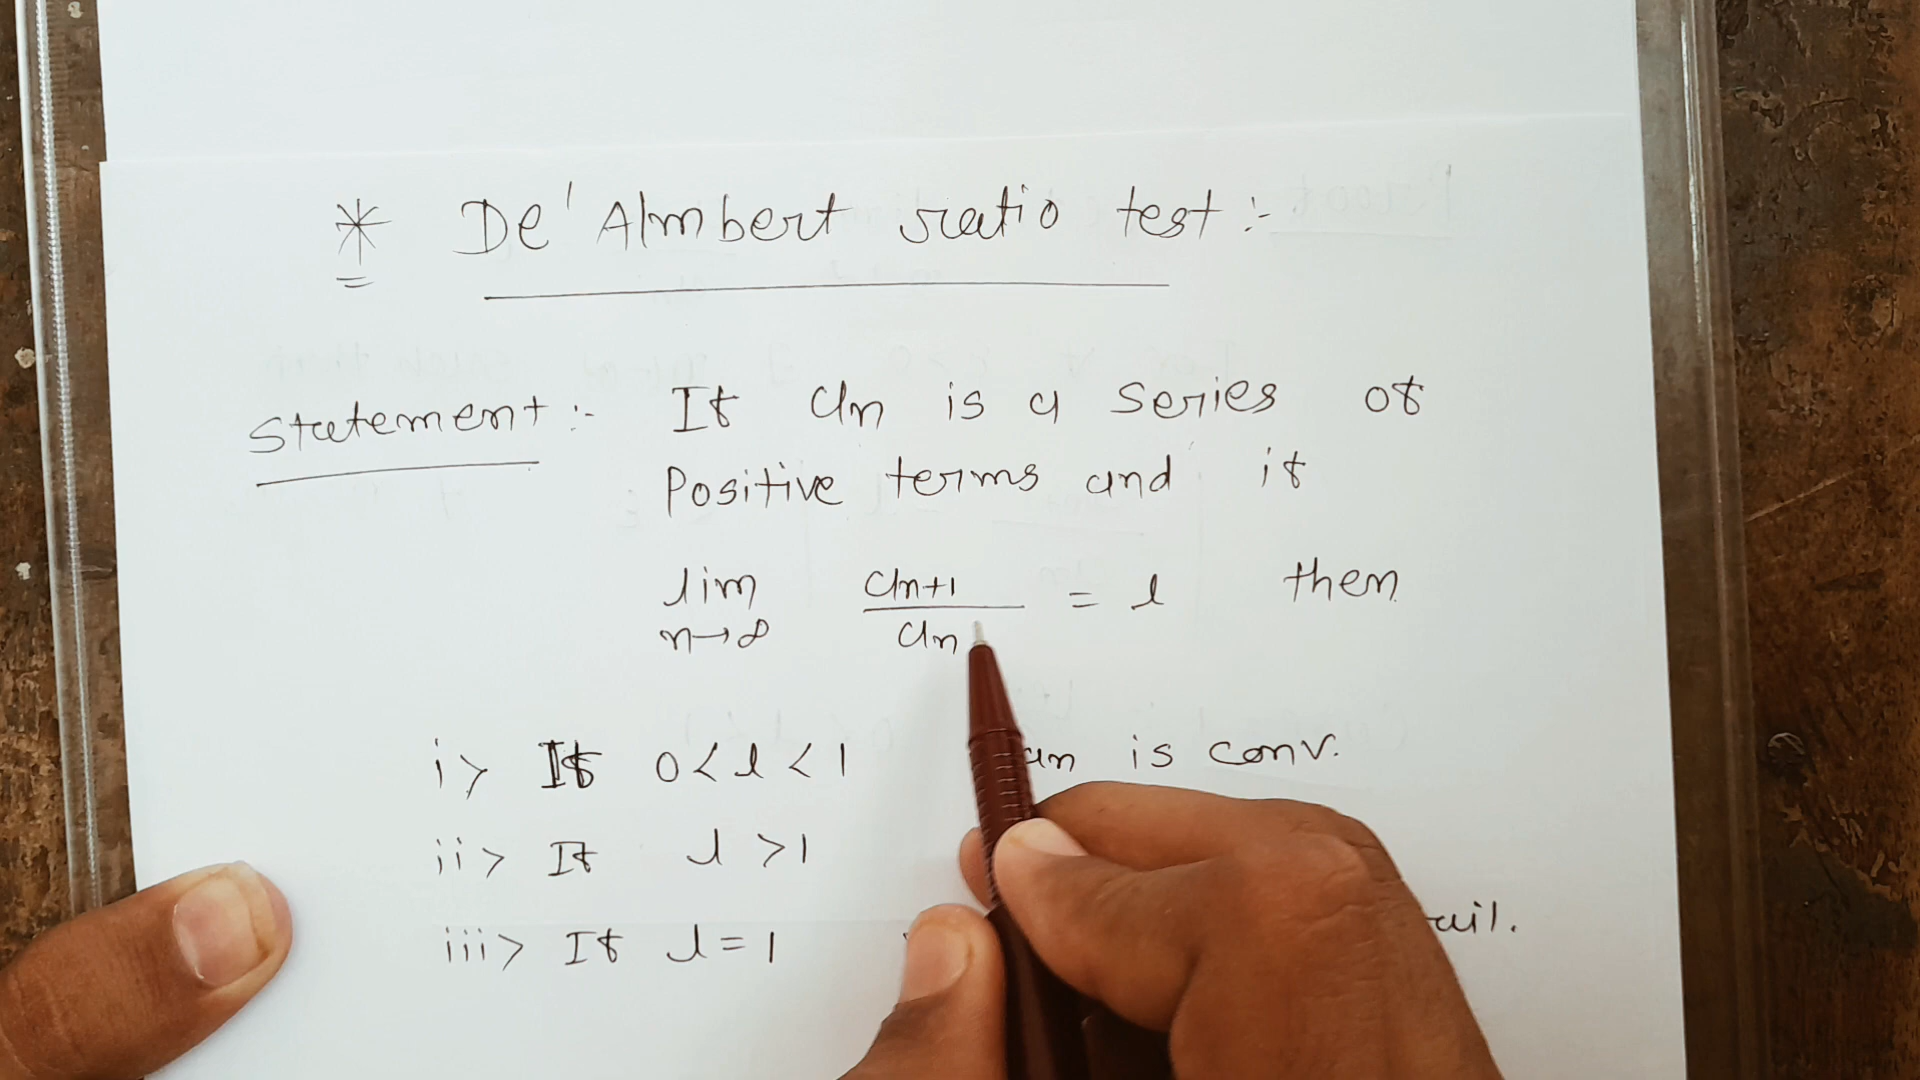 * De'Almbert ratio test :-
Statement :- If an is a series of
Positive terms and if
lim n→∞ an+1/an = l then
i> If 0<l<1 an is conv.
ii> If l >1
iii> If l=1